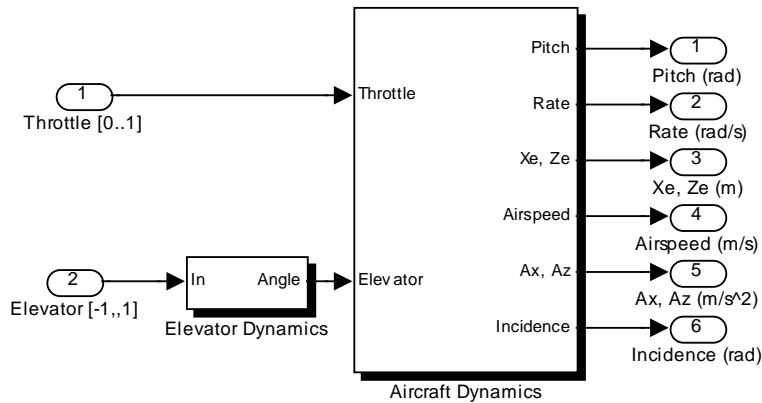 Pitch
1
Pitch (rad)
1
Throttle [0..1]
Throttle
Rate
2
Rate (rad/s)
Xe, Ze
3
Xe, Ze (m)
Airspeed
4
Airspeed (m/s)
2
Elevator [-1,,1]
In
Angle
Elevator Dynamics
Elevator
Ax, Az
5
Ax, Az (m/s^2)
Incidence
6
Incidence (rad)
Aircraft Dynamics